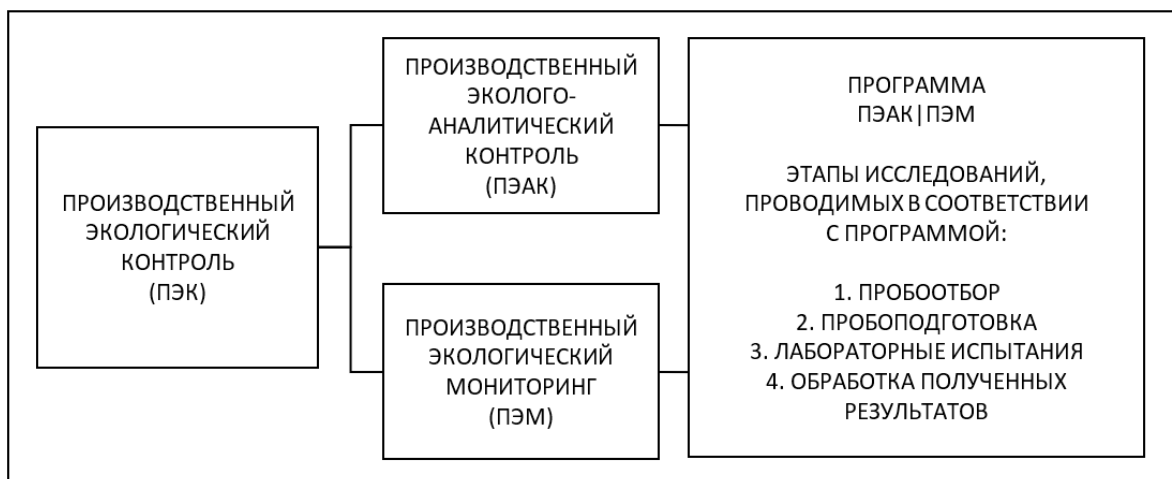 ПРОИЗВОДСТВЕННЫЙ
ЭКОЛОГИЧЕСКИЙ
КОНТРОЛЬ
(ПЭК)
ПРОИЗВОДСТВЕННЫЙ
ЭКОЛОГО-
АНАЛИТИЧЕСКИЙ
КОНТРОЛЬ
(ПЭАК)
ПРОИЗВОДСТВЕННЫЙ
ЭКОЛОГИЧЕСКИЙ
МОНИТОРИНГ
(ПЭМ)
ПРОГРАММА
ПЭАК|ПЭМ
ЭТАПЫ ИССЛЕДОВАНИЙ,
ПРОВОДИМЫХ В СООТВЕТСТВИИ
С ПРОГРАММОЙ:
1. ПРОБООТБОР
2. ПРОБОПОДГОТОВКА
3. ЛАБОРАТОРНЫЕ ИСПЫТАНИЯ
4. ОБРАБОТКА ПОЛУЧЕННЫХ
РЕЗУЛЬТАТОВ